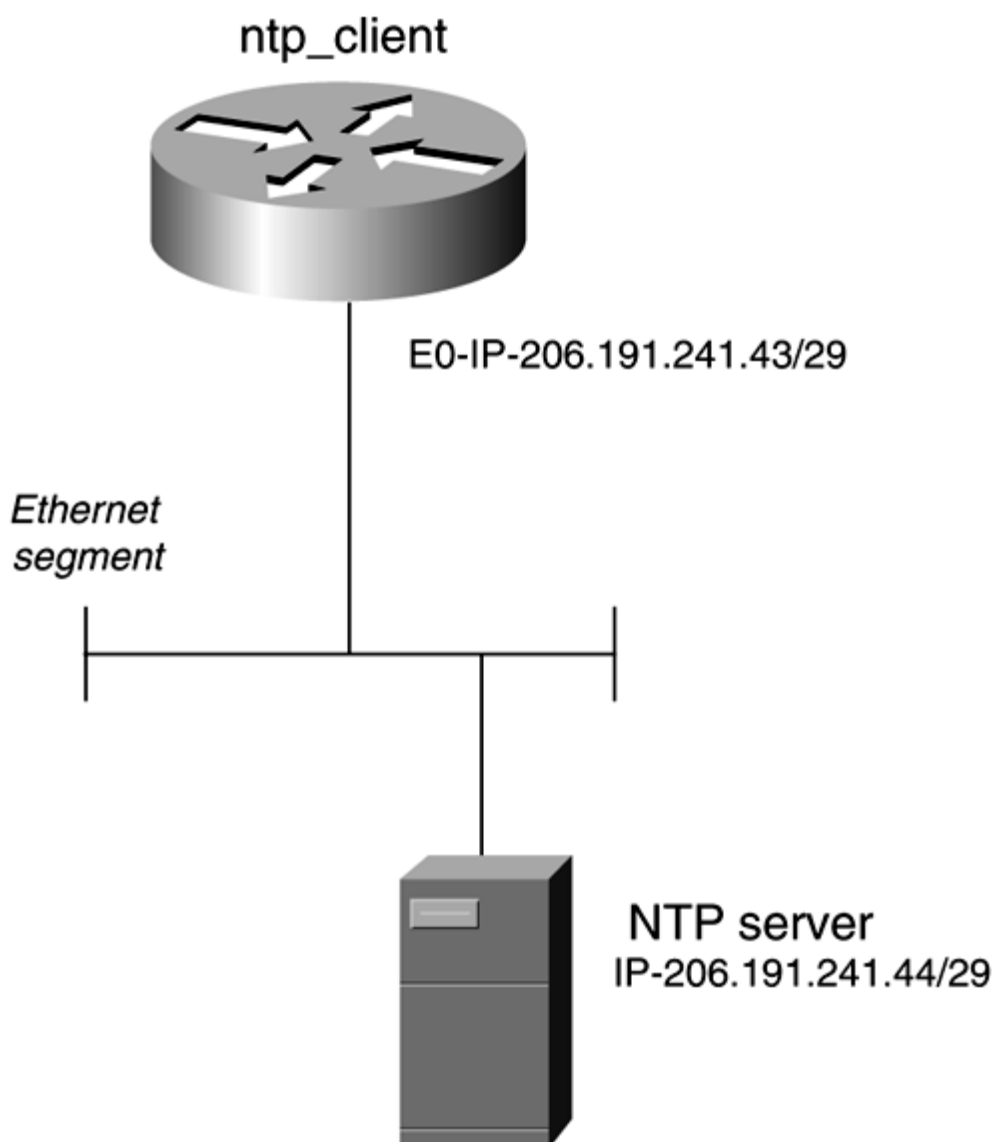 ntp_client
E0-IP-206.191.241.43/29
Ethernet
segment
NTP server
IP-206.191.241.44/29